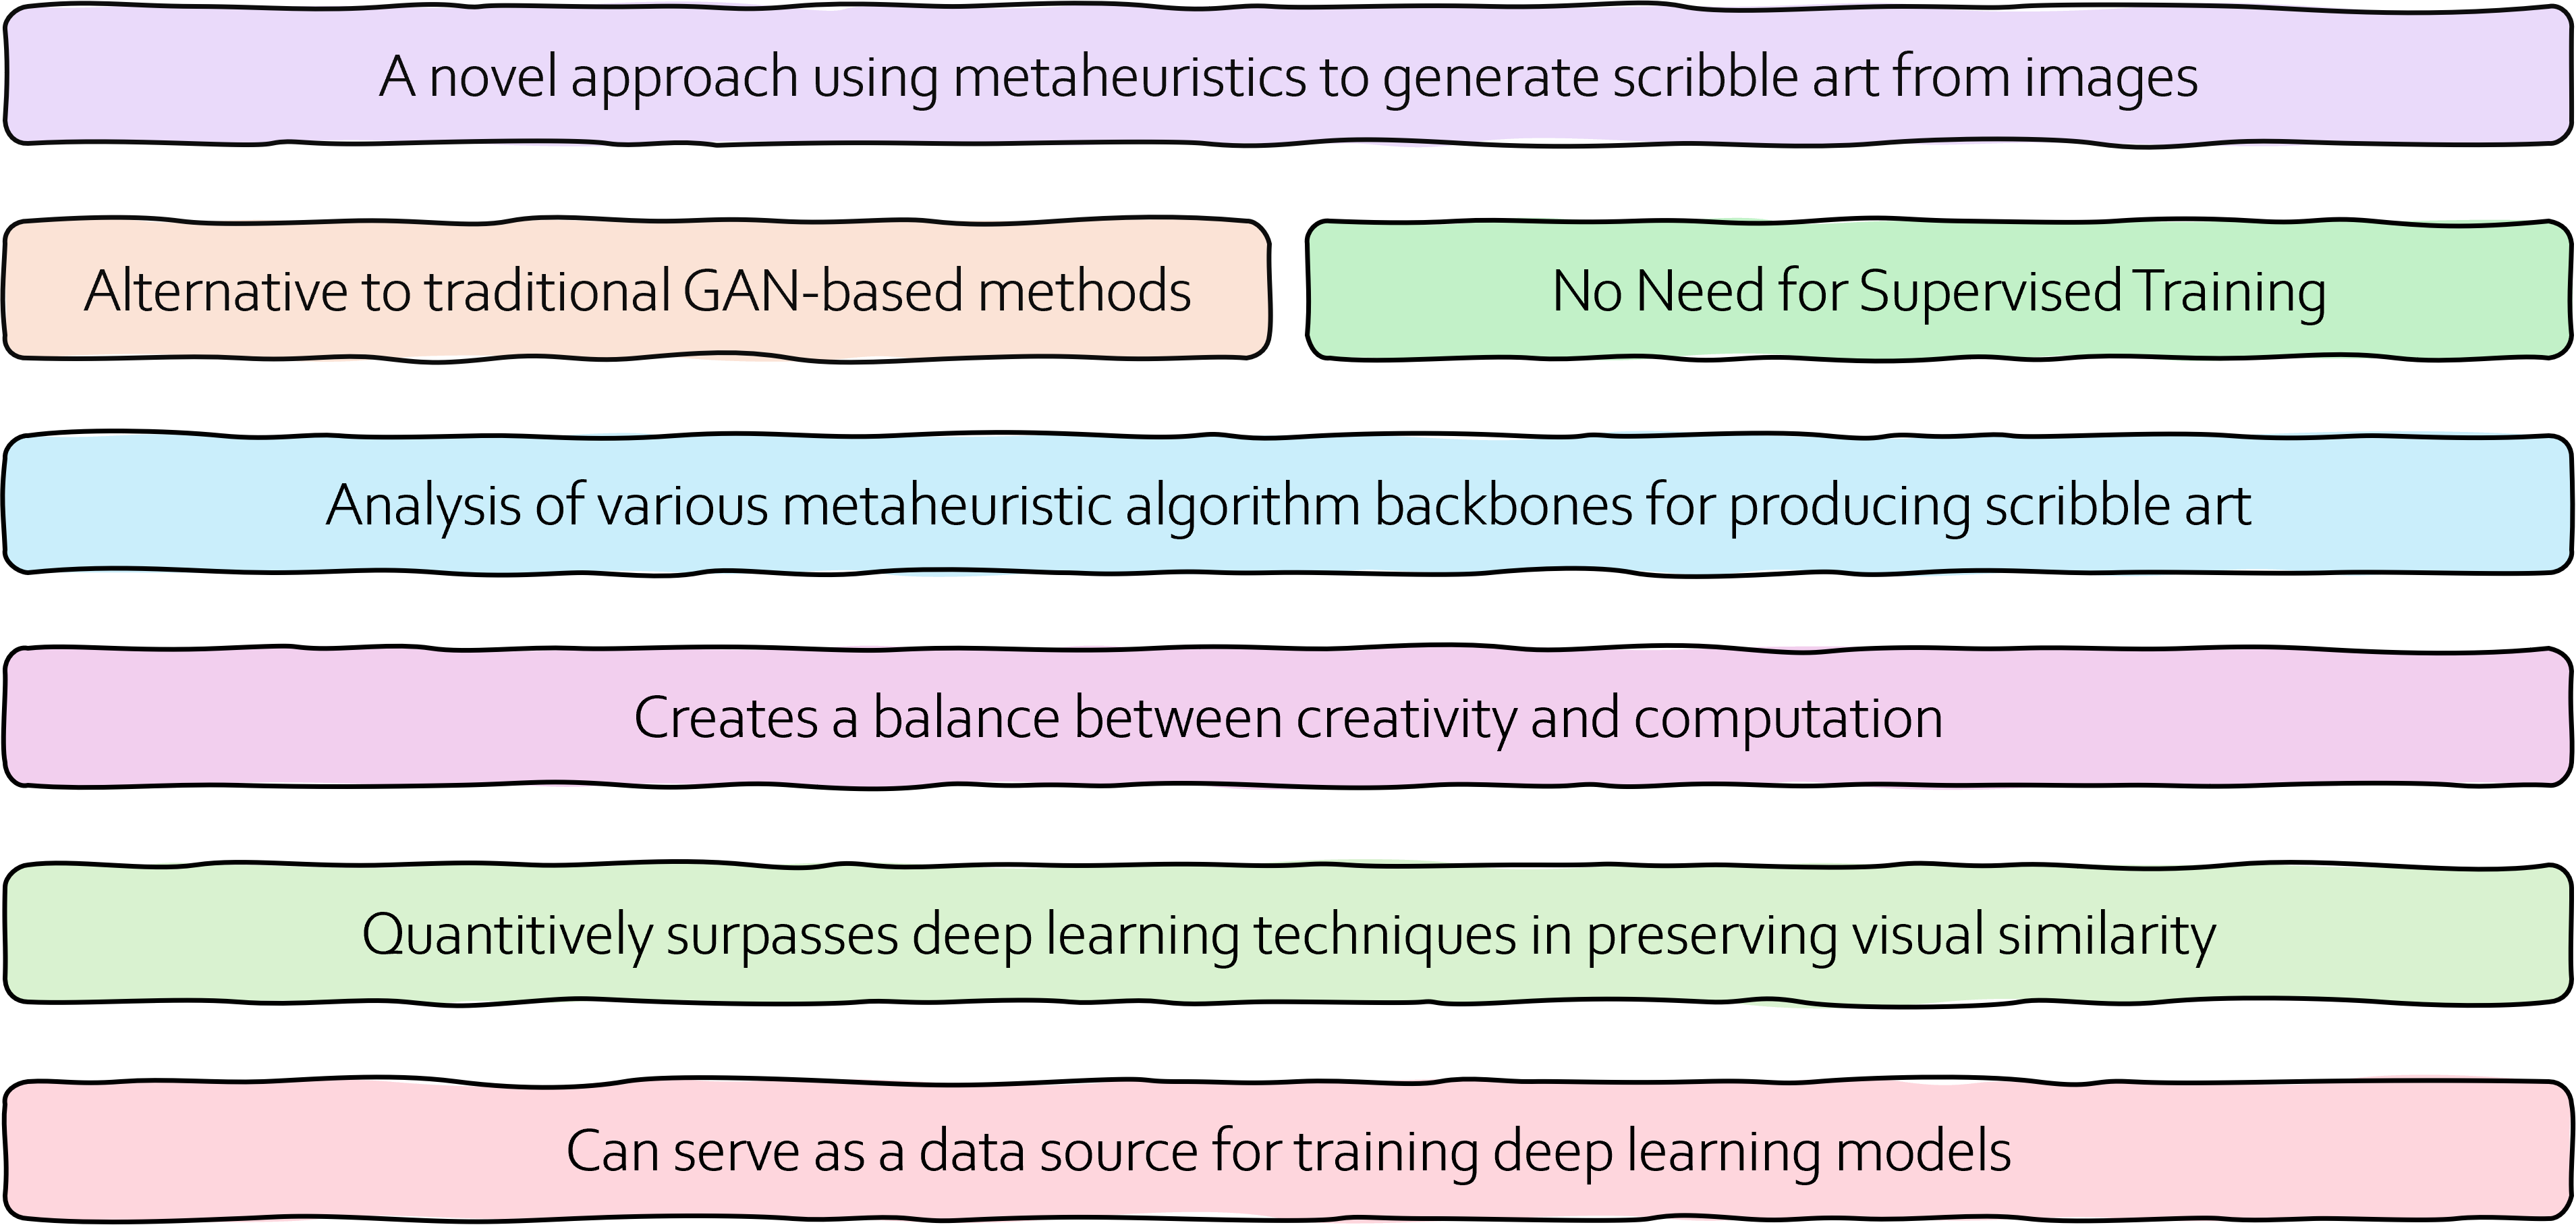 A novel approach using metaheuristics to generate scribble art from images
Alternative to traditional GAN-based methods
No Need for Supervised Training
Analysis of various metaheuristic algorithm backbones for producing scribble art
Creates a balance between creativity and computation
Quantitively surpasses deep learning techniques in preserving visual similarity
Can serve as a data source for training deep learning models